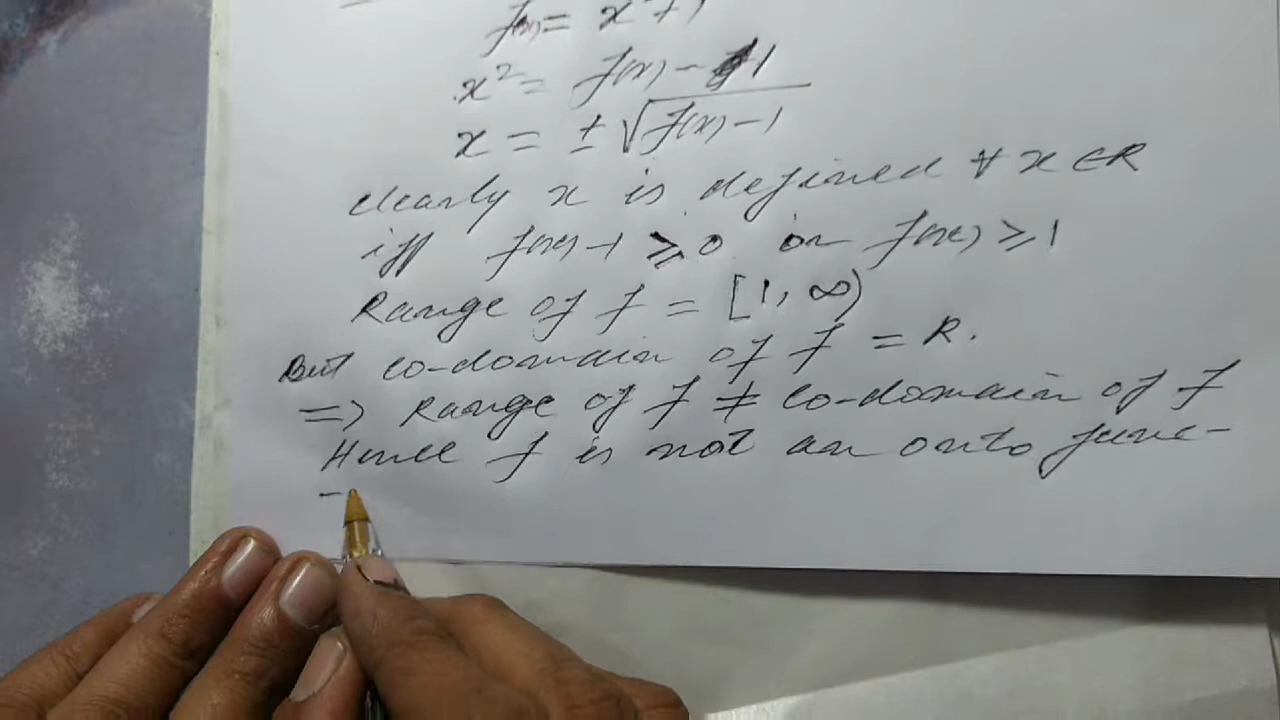 f(x) = x² + 1
x² = f(x) - 1
x = ± √f(x) - 1
clearly x is defined ∀ x ∈ R
iff f(x) - 1 ≥ 0 or f(x) ≥ 1
Range of f = [1, ∞)
But co-domain of f = R.
=> Range of f ≠ co-domain of f
Hence f is not an onto func-
-